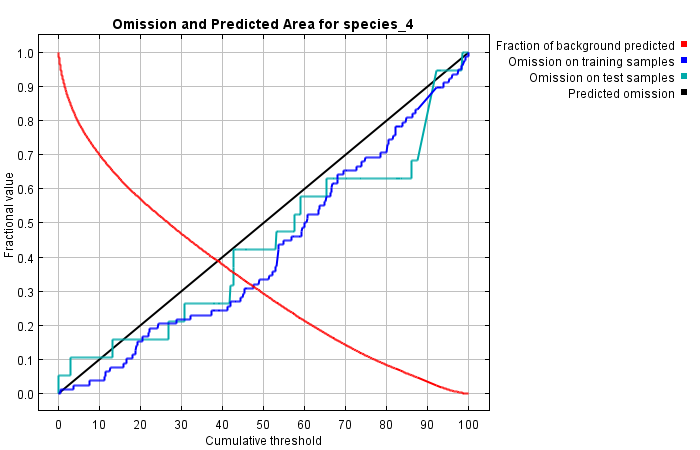 Omission and Predicted Area for species_4
Fraction of background predicted
Omission on training samples
Omission on test samples
Predicted omission
Fractional value
1.0
0.9
0.8
0.7
0.6
0.5
0.4
0.3
0.2
0.1
0.0
0 10 20 30 40 50 60 70 80 90 100
Cumulative threshold